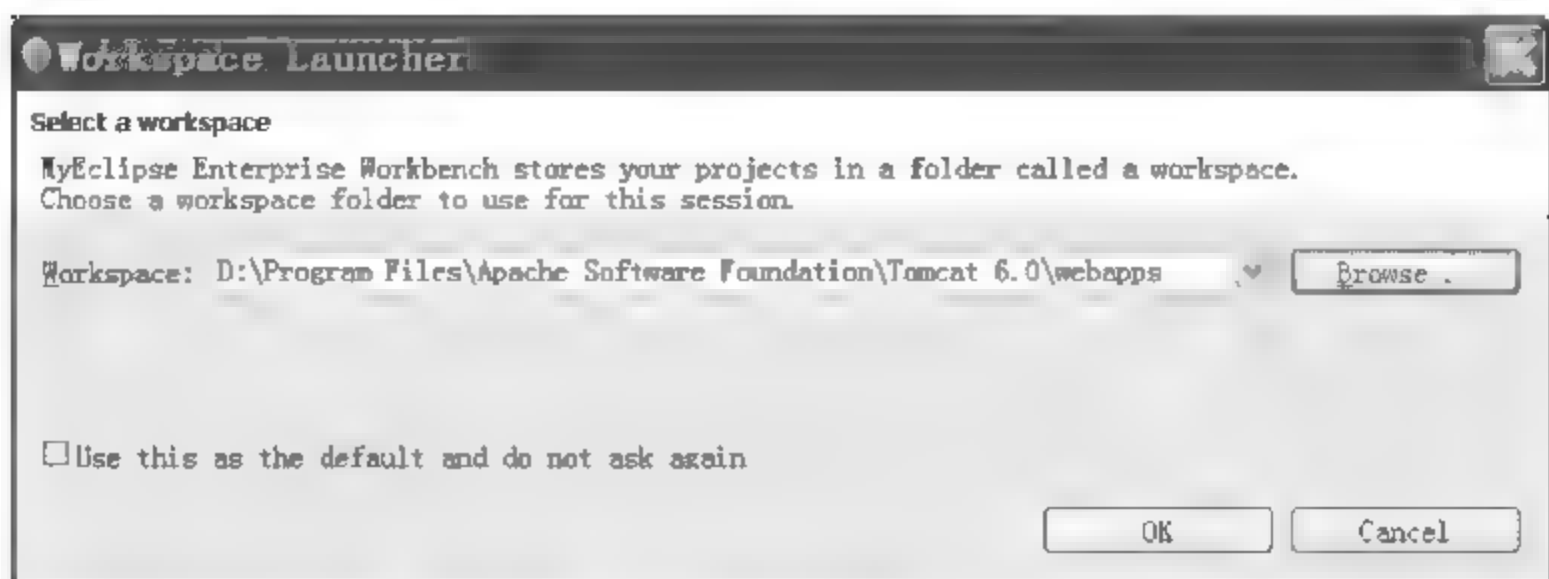 Workspace Launcher
Select a workspace
MyEclipse Enterprise Workbench stores your projects in a folder called a workspace.
Choose a workspace folder to use for this session.
Workspace: D:\Program Files\Apache Software Foundation\Tomcat 6.0\webapps Browse .
Use this as the default and do not ask again
OK Cancel